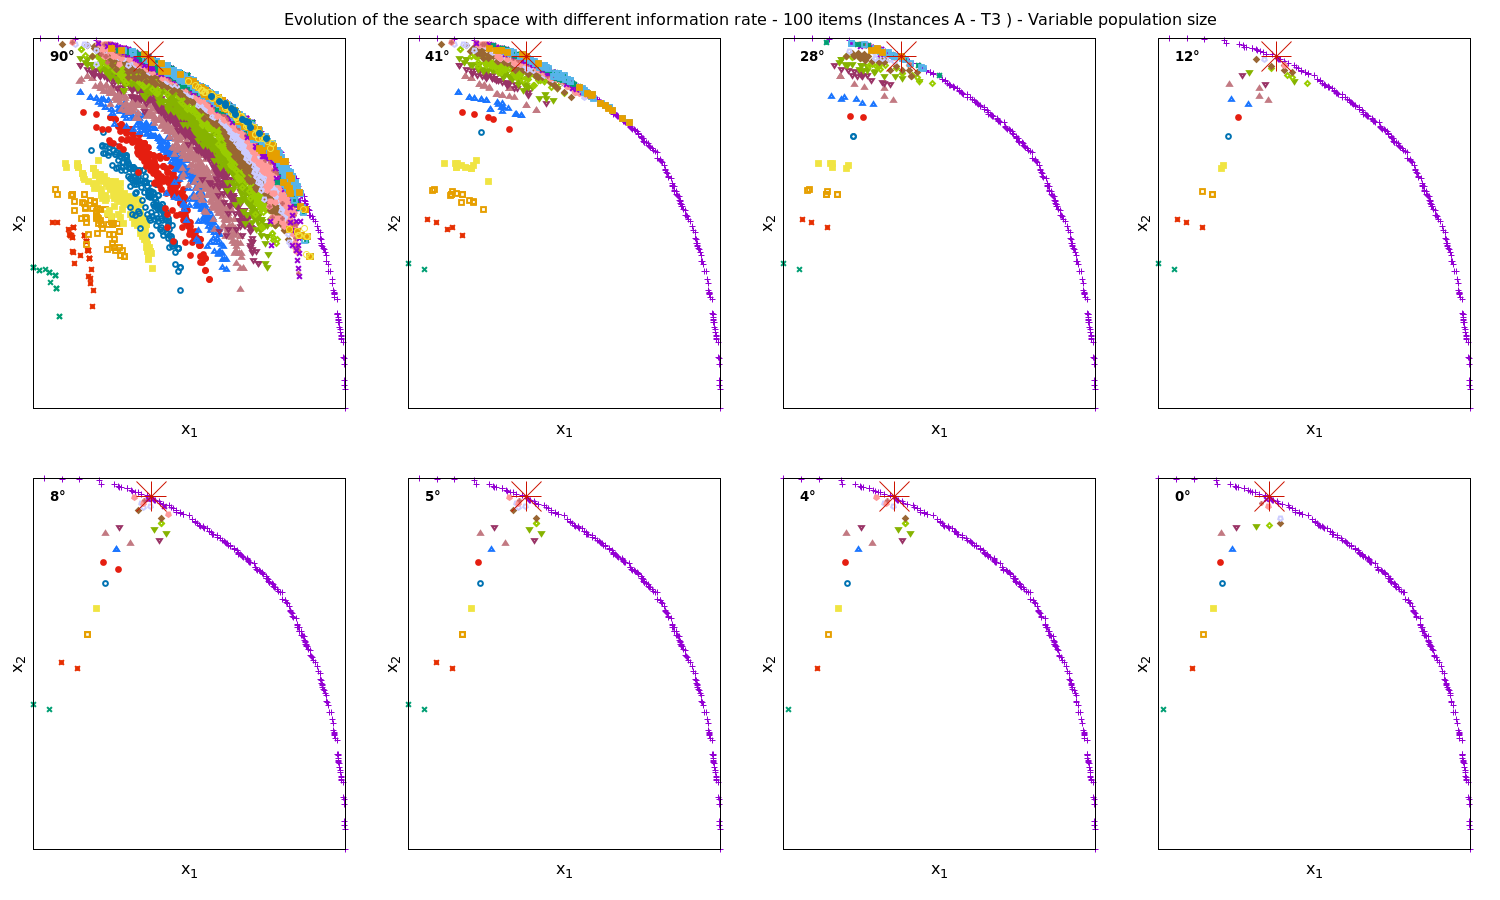 Evolution of the search space with different information rate - 100 items (Instances A - T3 ) - Variable population size
90°
41°
28°
12°
x2
x2
x2
x2
x1
x1
x1
x1
8°
5°
4°
0°
x2
x2
x2
x2
x1
x1
x1
x1